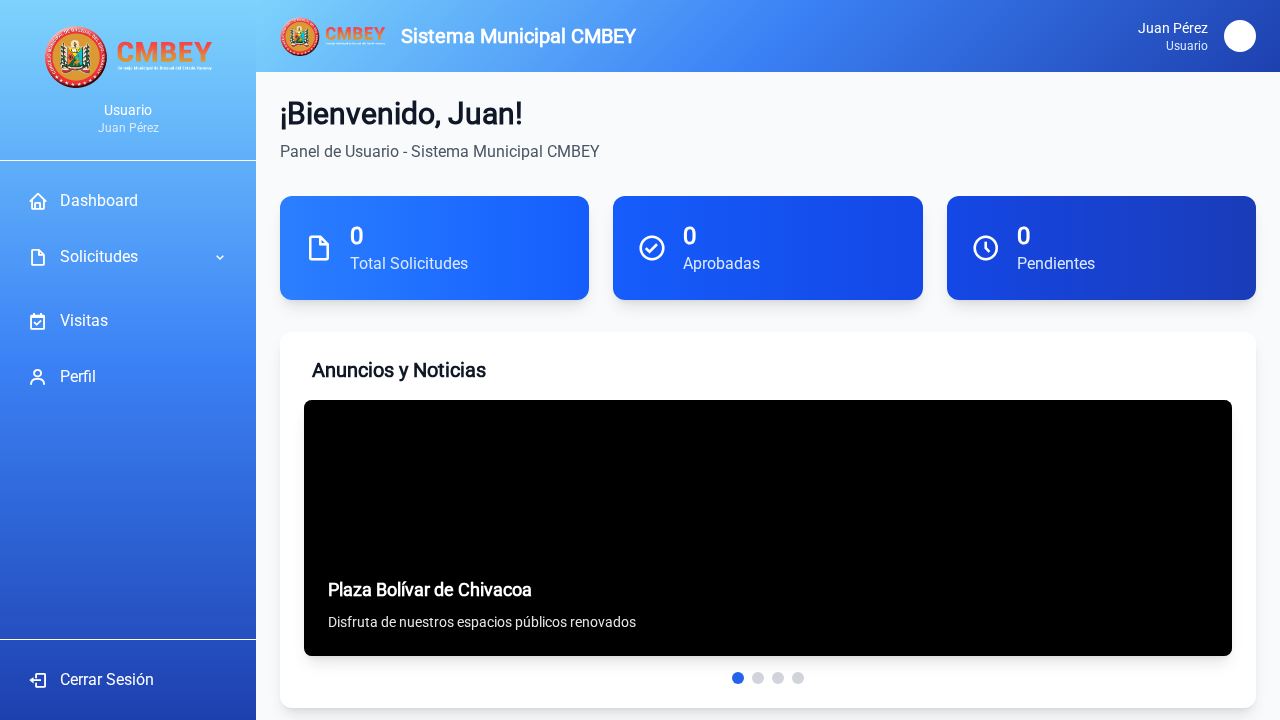 CMBEY
Usuario
Juan Pérez
Dashboard
Solicitudes
Visitas
Perfil
Cerrar Sesión
CMBEY
Sistema Municipal CMBEY
Juan Pérez
Usuario
¡Bienvenido, Juan!
Panel de Usuario - Sistema Municipal CMBEY
0
Total Solicitudes
0
Aprobadas
0
Pendientes
Anuncios y Noticias
Plaza Bolívar de Chivacoa
Disfruta de nuestros espacios públicos renovados